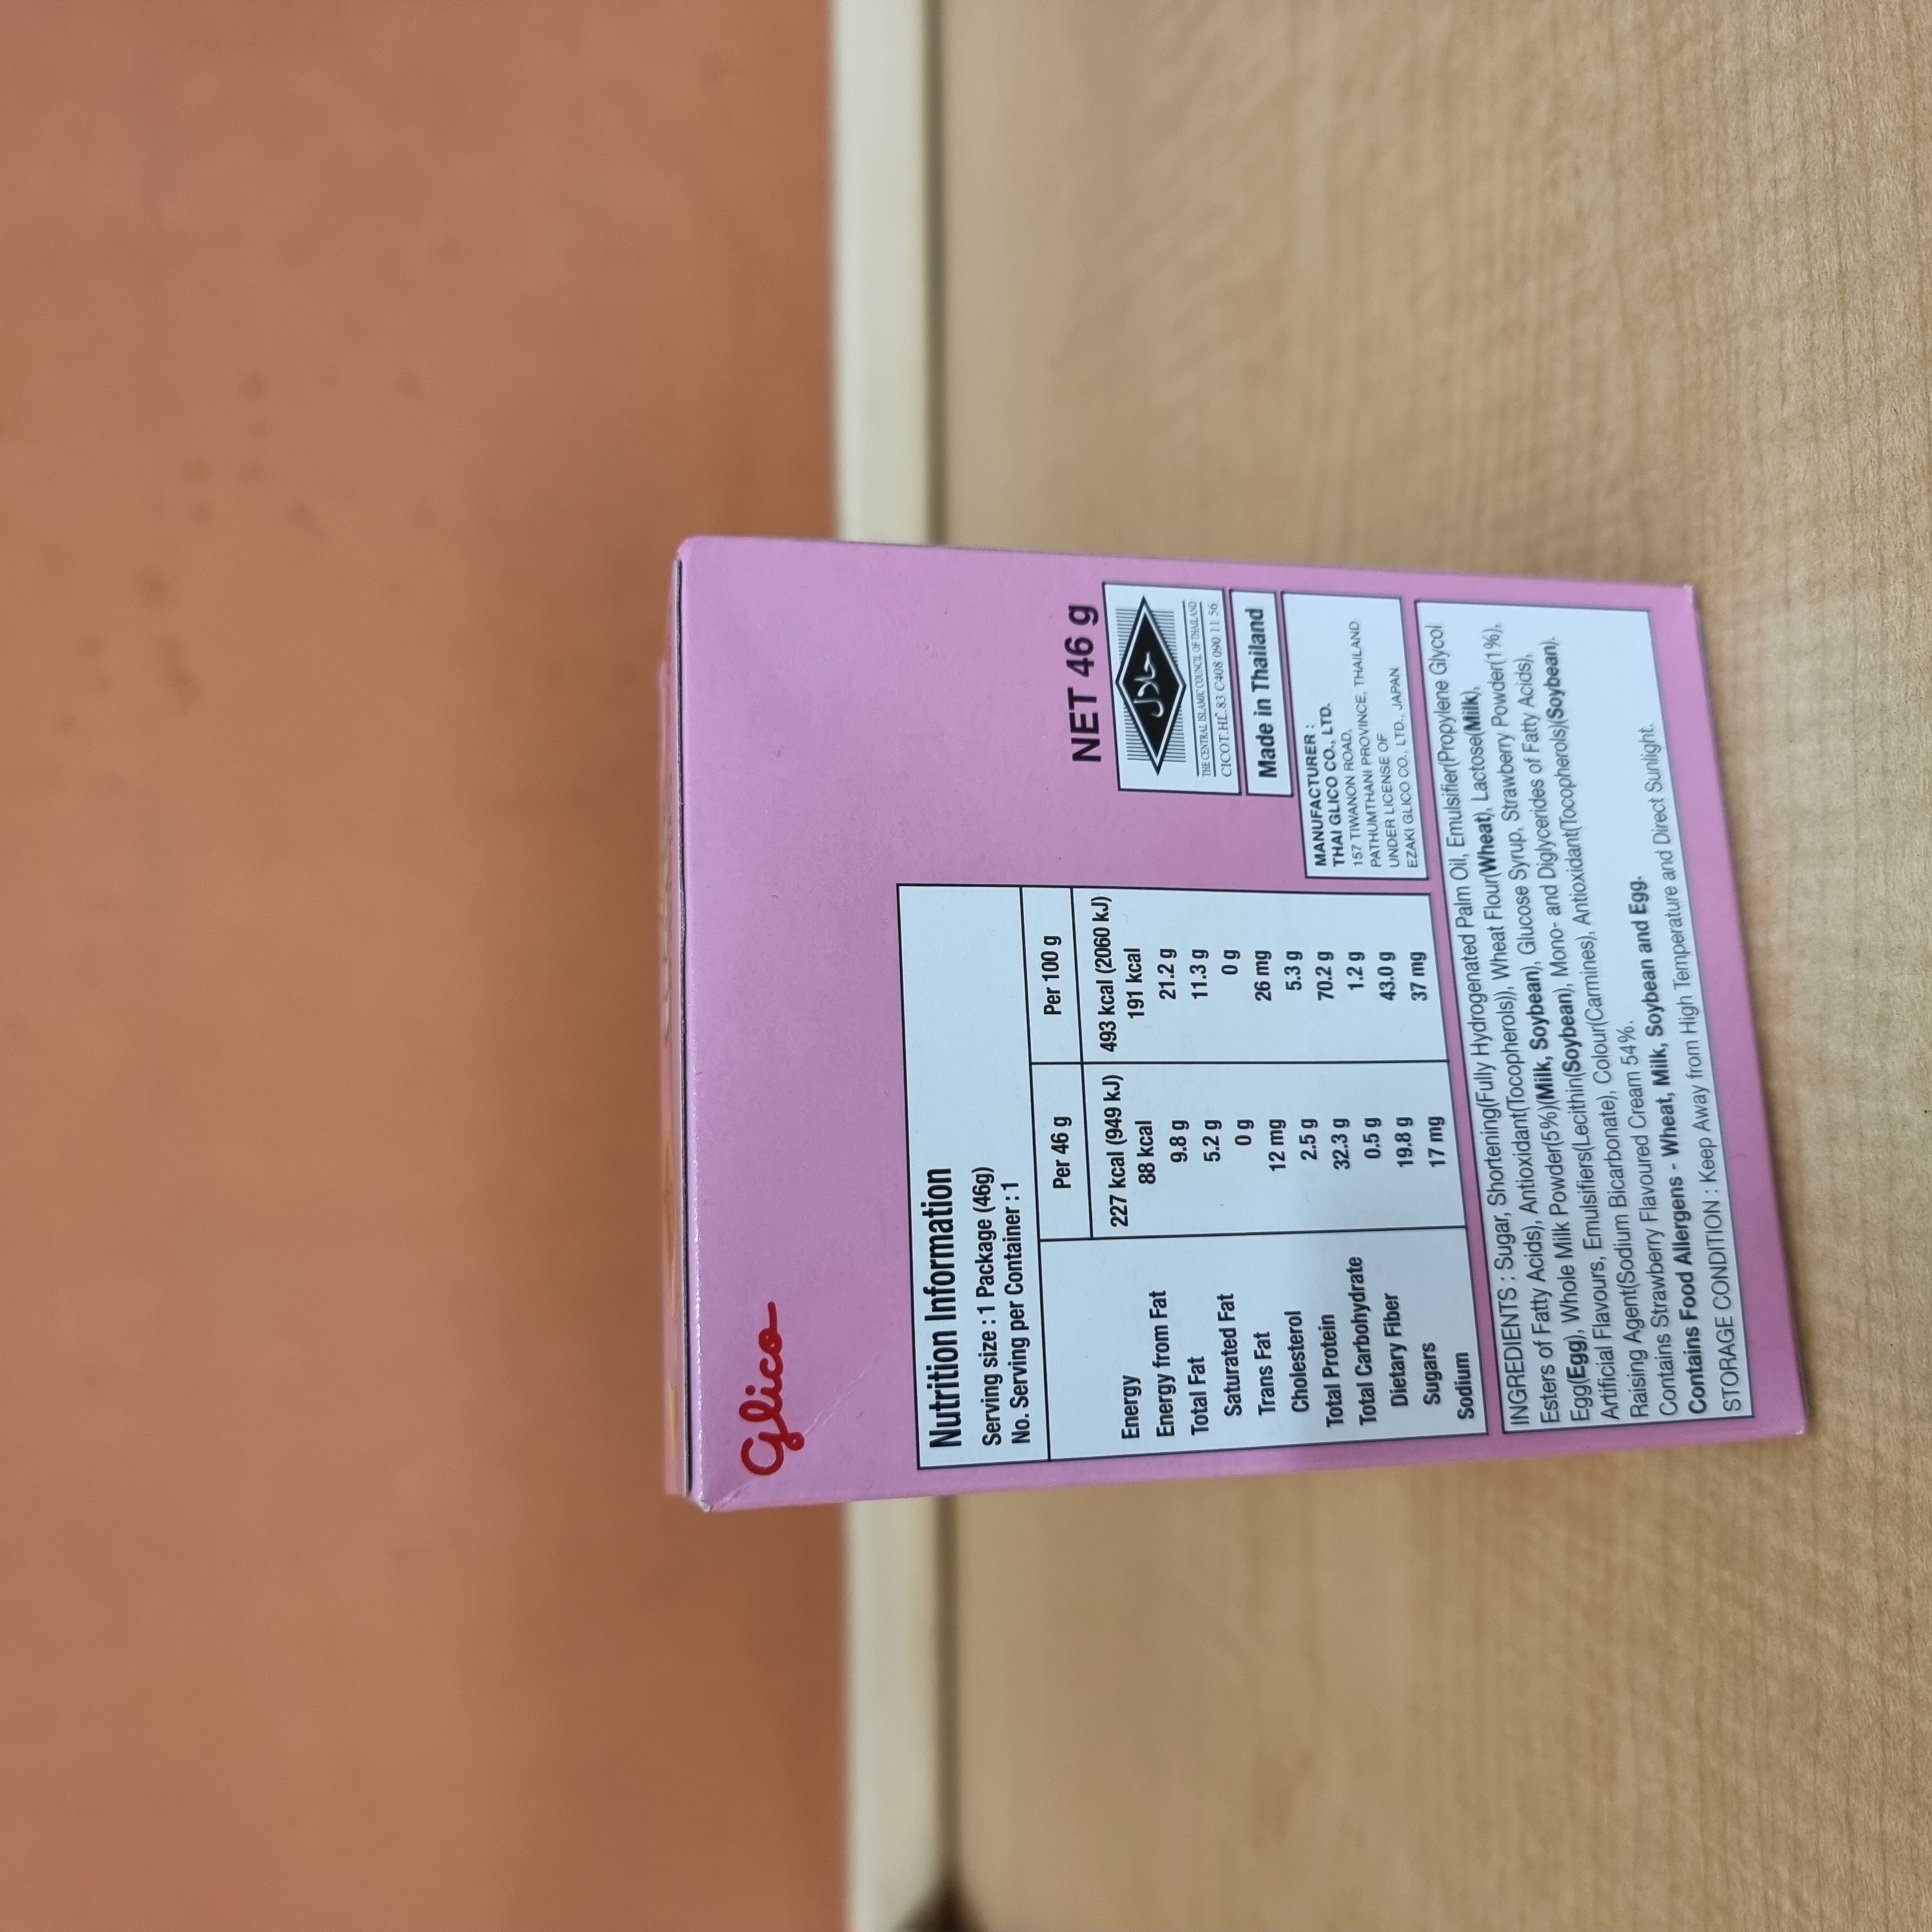 Glico
Nutrition Information
Serving size : 1 Package (46g)
No. Serving per Container : 1
Per 46 g Per 100 g
Energy 227 kcal (949 kJ) 493 kcal (2060 kJ)
Energy from Fat 88 kcal 191 kcal
Total Fat 9.8 g 21.2 g
Saturated Fat 5.2 g 11.3 g
Trans Fat 0 g 0 g
Cholesterol 12 mg 26 mg
Total Protein 2.5 g 5.3 g
Total Carbohydrate 32.3 g 70.2 g
Dietary Fiber 0.5 g 1.2 g
Sugars 19.8 g 43.0 g
Sodium 17 mg 37 mg
NET 46 g
حلال
THE CENTRAL ISLAMIC COUNCIL OF THAILAND
CICOT.HL.83 C408 090 11 56
Made in Thailand
MANUFACTURER :
THAI GLICO CO., LTD.
157 TIWANON ROAD,
PATHUMTHANI PROVINCE, THAILAND
UNDER LICENSE OF
EZAKI GLICO CO., LTD., JAPAN
INGREDIENTS : Sugar, Shortening(Fully Hydrogenated Palm Oil, Emulsifier(Propylene Glycol
Esters of Fatty Acids), Antioxidant(Tocopherols)), Wheat Flour(Wheat), Lactose(Milk),
Egg(Egg), Whole Milk Powder(5%)(Milk, Soybean), Glucose Syrup, Strawberry Powder(1%),
Artificial Flavours, Emulsifiers(Lecithin(Soybean), Mono- and Diglycerides of Fatty Acids),
Raising Agent(Sodium Bicarbonate), Colour(Carmines), Antioxidant(Tocopherols)(Soybean).
Contains Strawberry Flavoured Cream 54%.
Contains Food Allergens - Wheat, Milk, Soybean and Egg.
STORAGE CONDITION : Keep Away from High Temperature and Direct Sunlight.